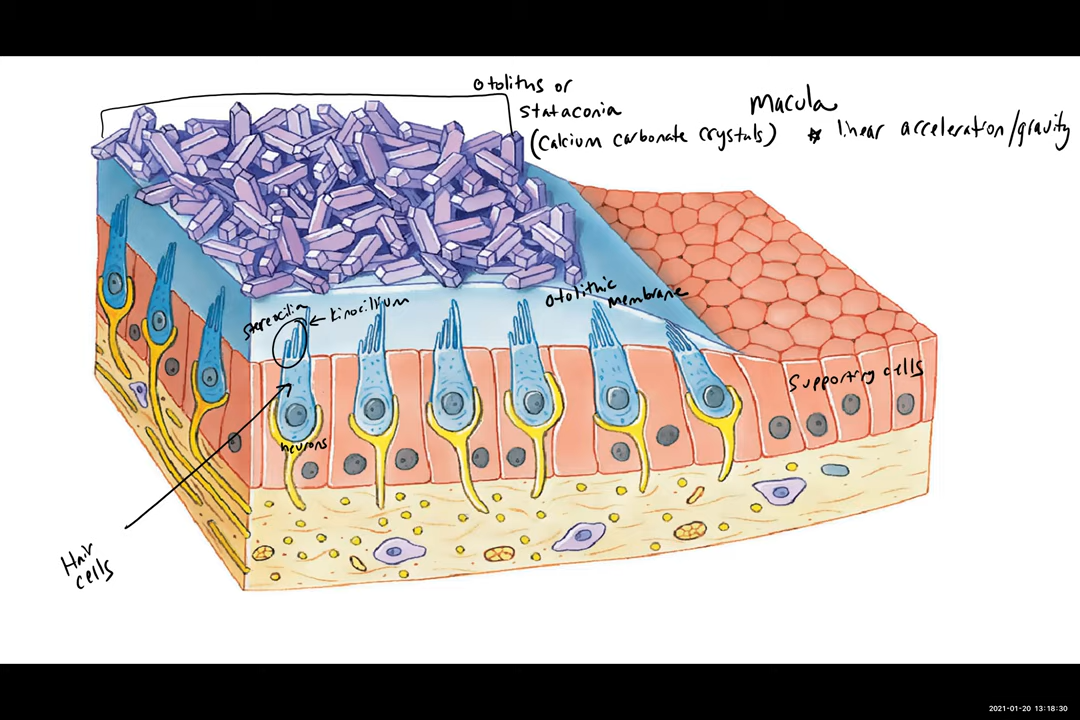 Otoliths or
stataconia
(calcium carbonate crystals)
macula
* linear acceleration/gravity
stereocilia
← kinocilium
Otolithic
membrane
supporting cells
neurons
Hair
cells
2021-01-20 13:18:30